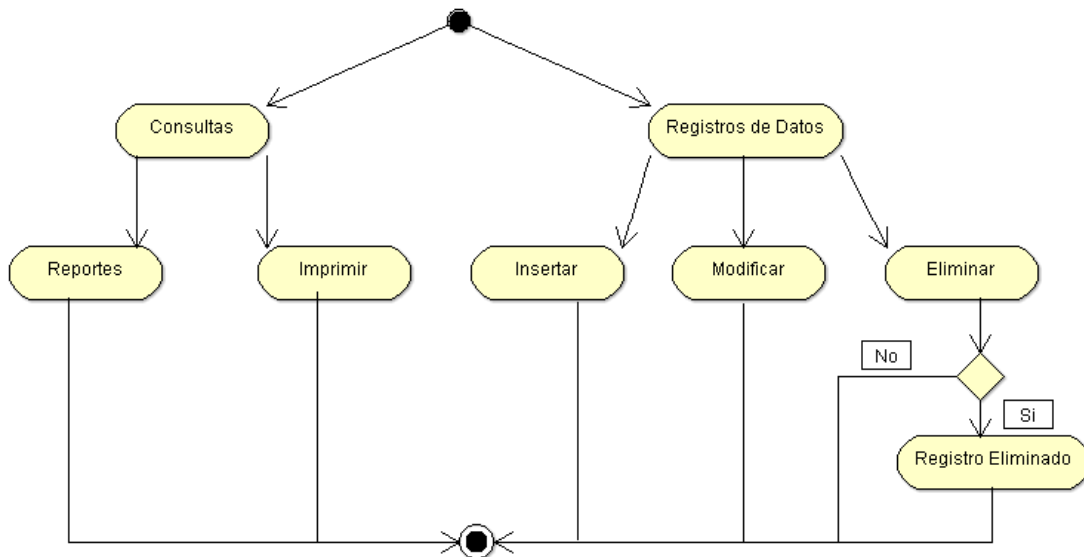 Consultas
Registros de Datos
Reportes
Imprimir
Insertar
Modificar
Eliminar
No
Si
Registro Eliminado